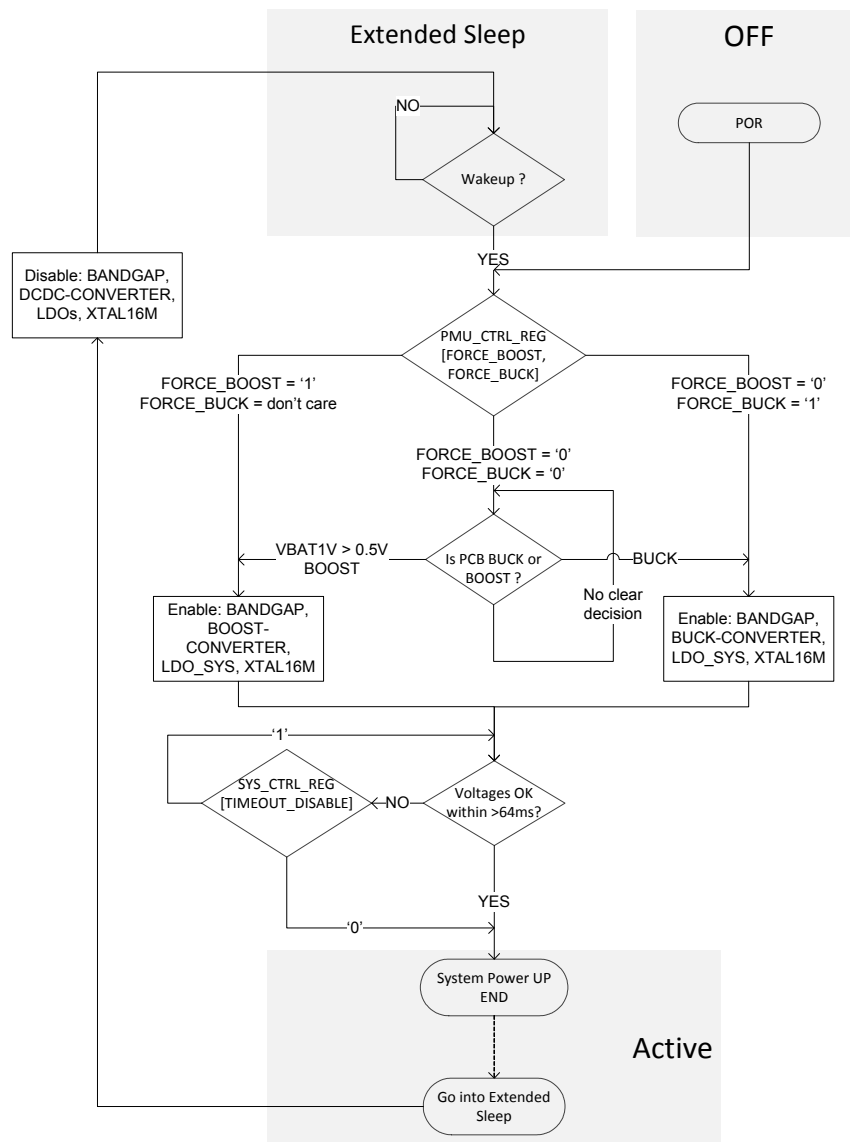 Extended Sleep
OFF
NO
POR
Wakeup ?
YES
Disable: BANDGAP,
DCDC-CONVERTER,
LDOs, XTAL16M
PMU_CTRL_REG
[FORCE_BOOST,
FORCE_BUCK]
FORCE_BOOST = ‘1’
FORCE_BUCK = don’t care
FORCE_BOOST = ‘0’
FORCE_BUCK = ‘1’
FORCE_BOOST = ‘0’
FORCE_BUCK = ‘0’
VBAT1V > 0.5V
BOOST
Is PCB BUCK or
BOOST ?
BUCK
No clear
decision
Enable: BANDGAP,
BOOST-
CONVERTER,
LDO_SYS, XTAL16M
Enable: BANDGAP,
BUCK-CONVERTER,
LDO_SYS, XTAL16M
‘1’
SYS_CTRL_REG
[TIMEOUT_DISABLE]
NO
Voltages OK
within >64ms?
YES
‘0’
System Power UP
END
Active
Go into Extended
Sleep